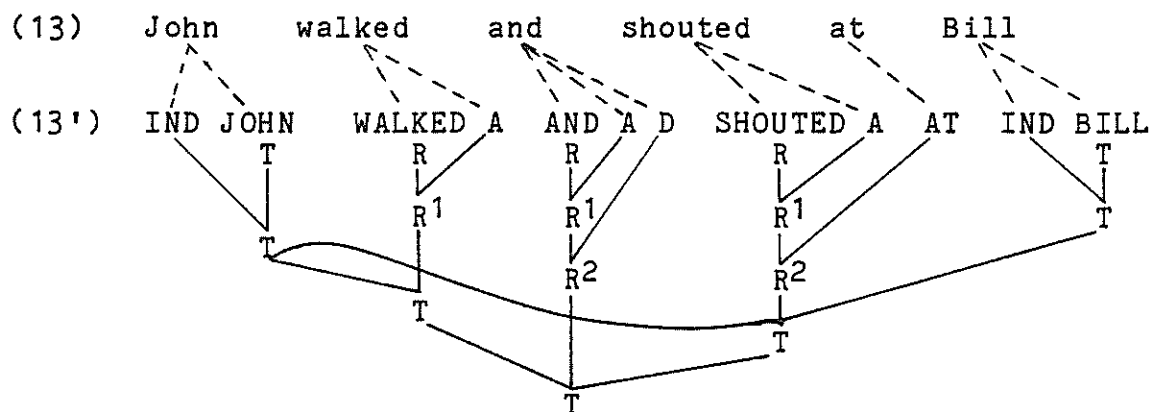 (13) John walked and shouted at Bill
(13') IND JOHN WALKED A AND A D SHOUTED A AT IND BILL
T R R R T
R¹ R¹ R¹ T
T R² R²
T T
T